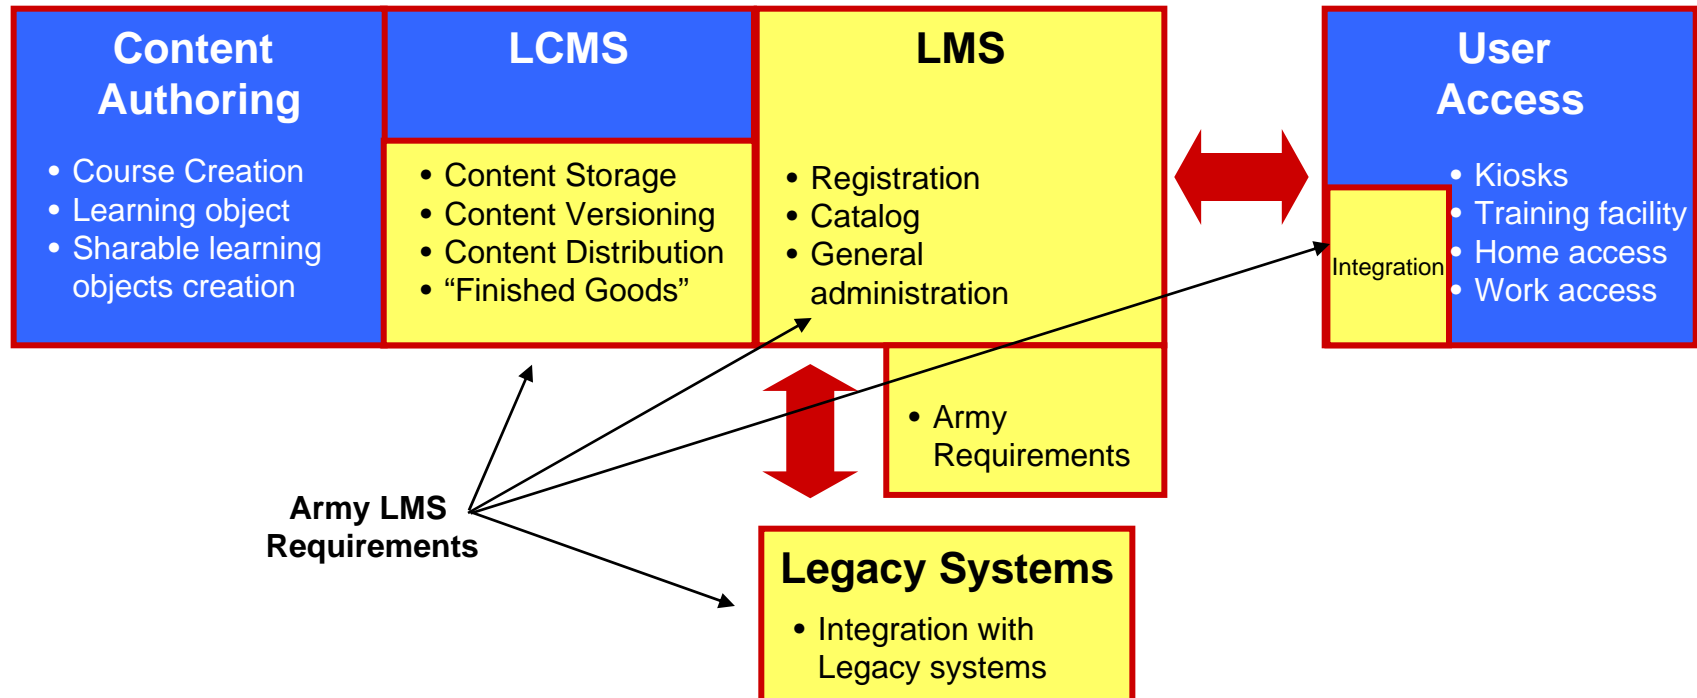 Content
Authoring
• Course Creation
• Learning object
• Sharable learning
objects creation
LCMS
• Content Storage
• Content Versioning
• Content Distribution
• “Finished Goods”
LMS
• Registration
• Catalog
• General
administration
• Army
Requirements
User
Access
• Kiosks
• Training facility
• Home access
• Work access
Integration
Army LMS
Requirements
Legacy Systems
• Integration with
Legacy systems